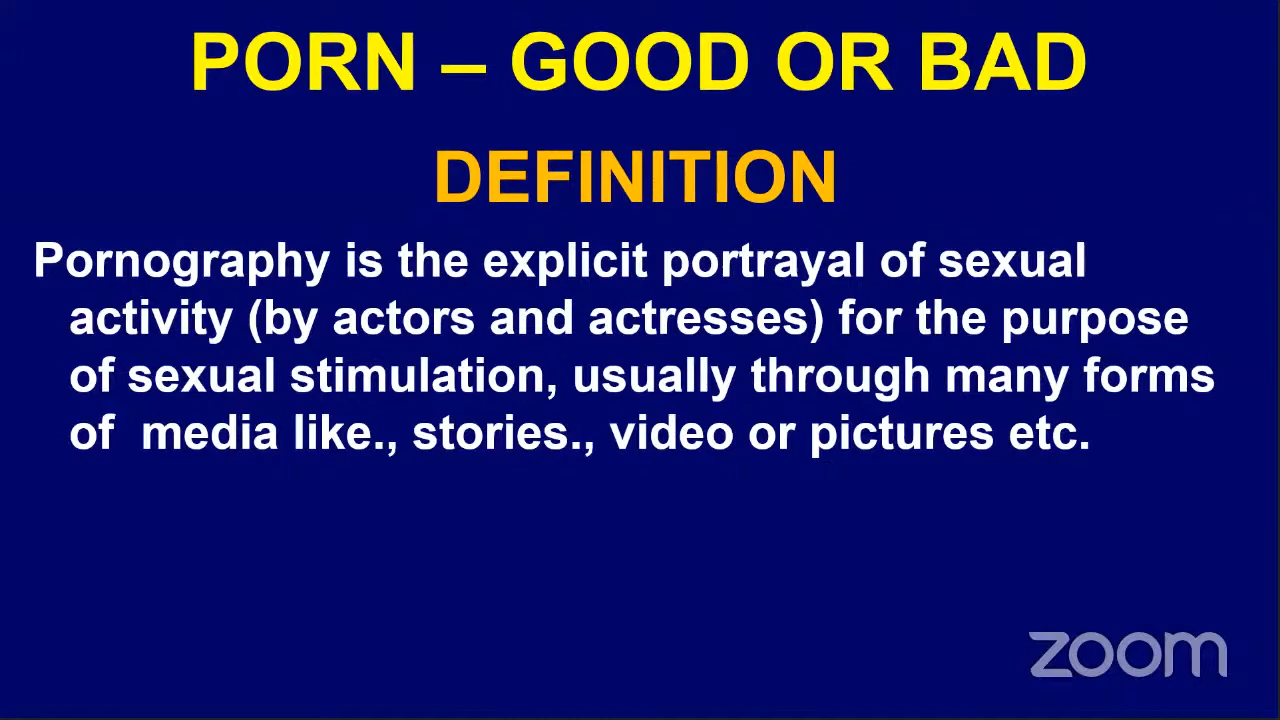 PORN – GOOD OR BAD
DEFINITION
Pornography is the explicit portrayal of sexual
activity (by actors and actresses) for the purpose
of sexual stimulation, usually through many forms
of  media like., stories., video or pictures etc.
zoom